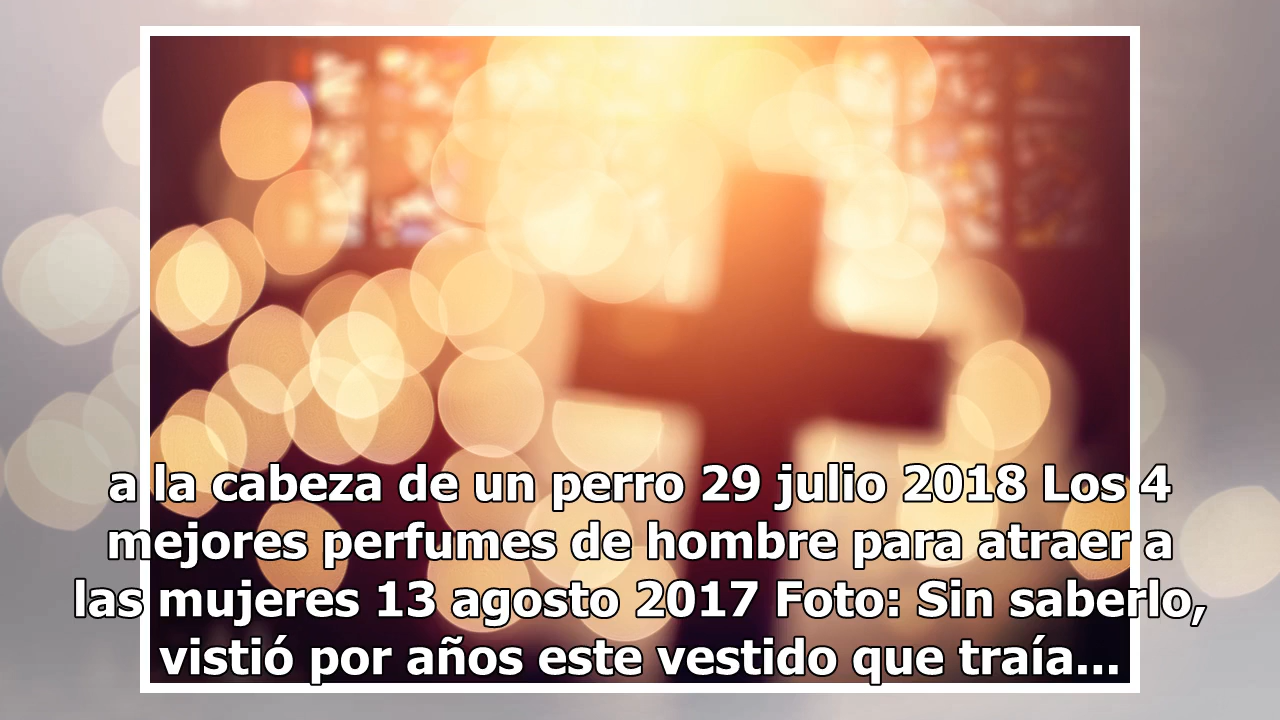 a la cabeza de un perro 29 julio 2018 Los 4
mejores perfumes de hombre para atraer a
las mujeres 13 agosto 2017 Foto: Sin saberlo,
vistió por años este vestido que traía...